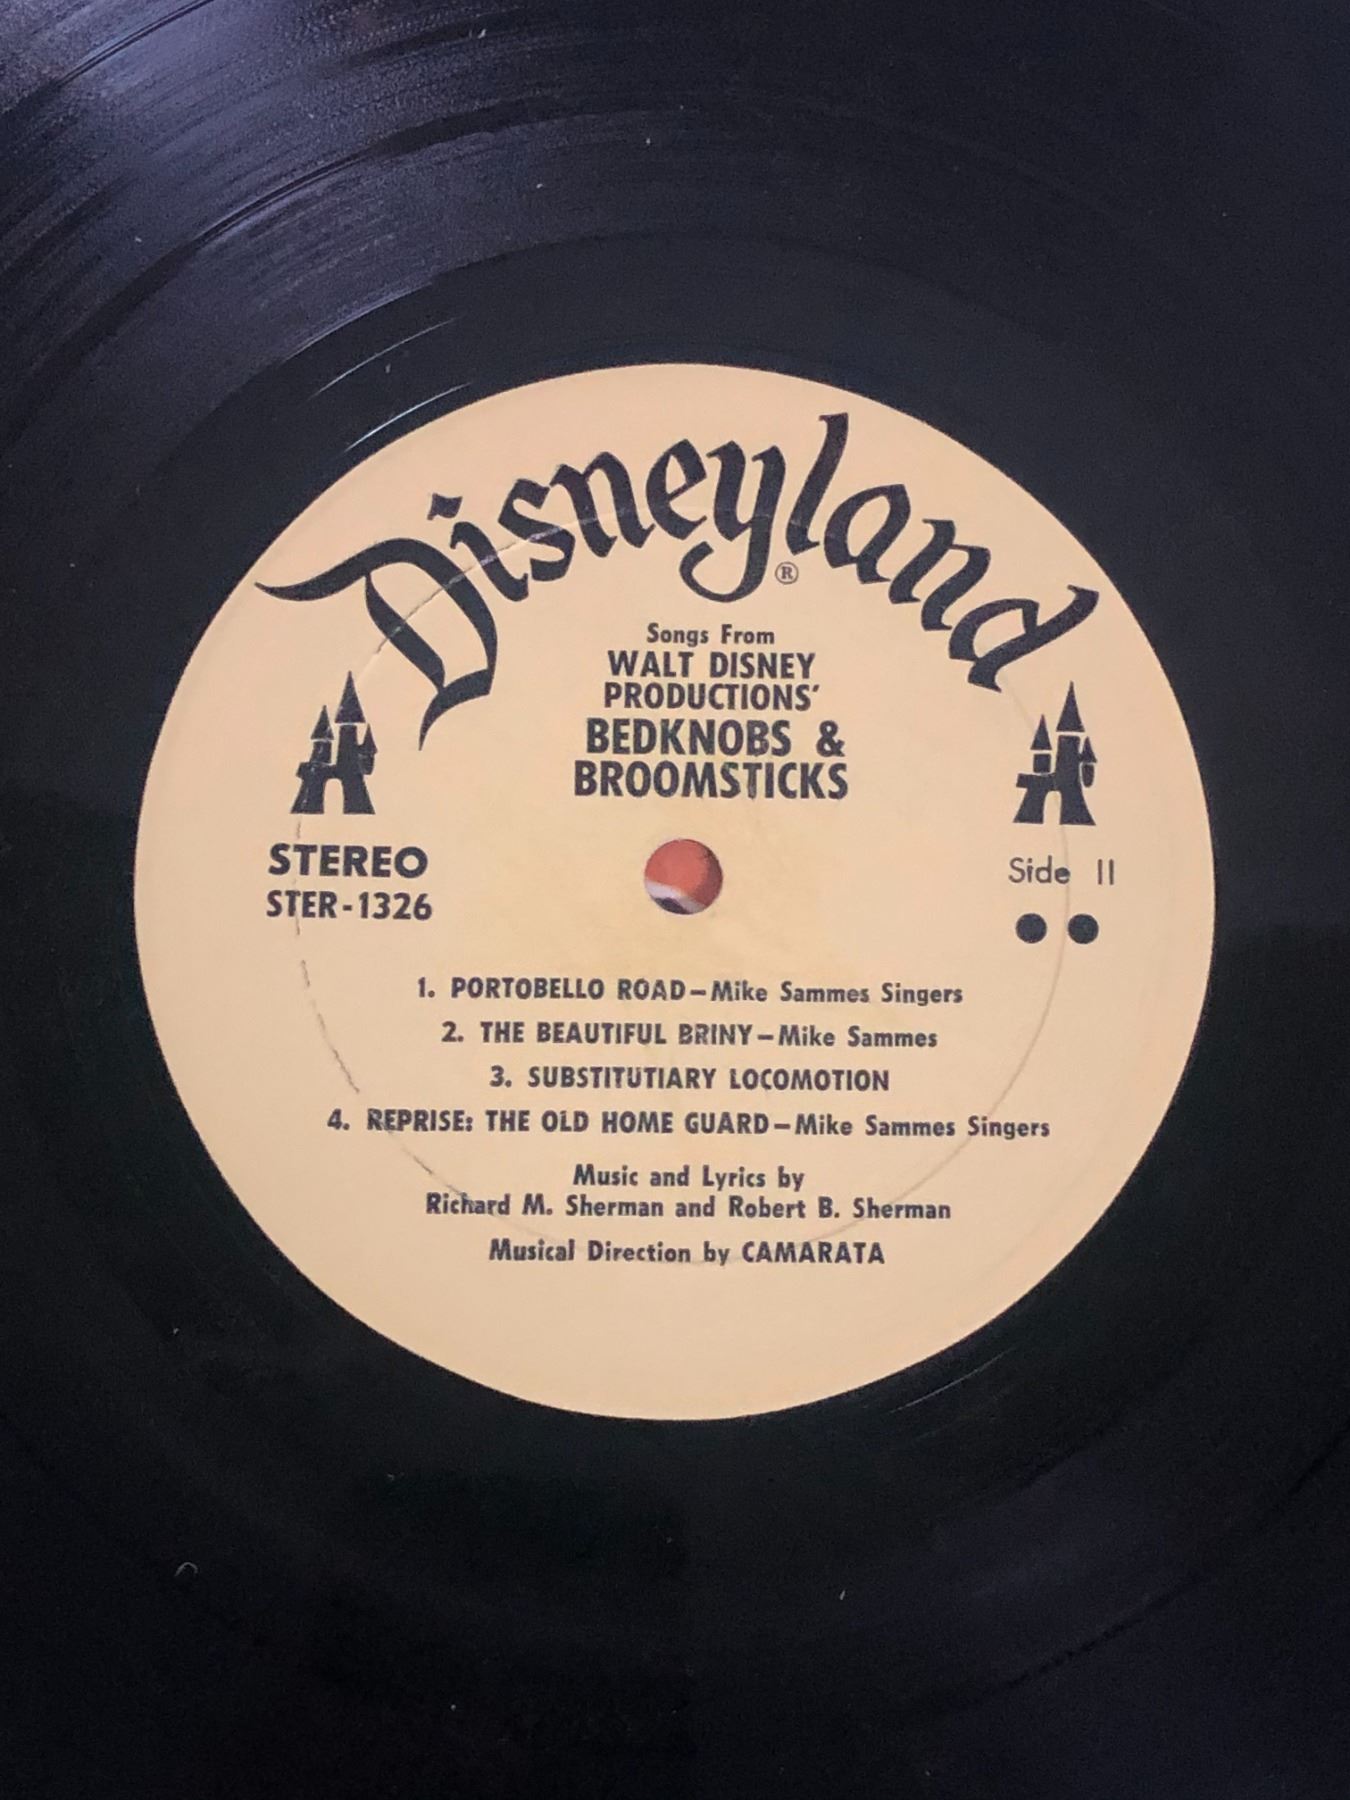 Disneyland®
Songs From
WALT DISNEY
PRODUCTIONS'
BEDKNOBS &
BROOMSTICKS
STEREO
STER-1326
Side II
1. PORTOBELLO ROAD—Mike Sammes Singers
2. THE BEAUTIFUL BRINY—Mike Sammes
3. SUBSTITUTIARY LOCOMOTION
4. REPRISE: THE OLD HOME GUARD—Mike Sammes Singers
Music and Lyrics by
Richard M. Sherman and Robert B. Sherman
Musical Direction by CAMARATA